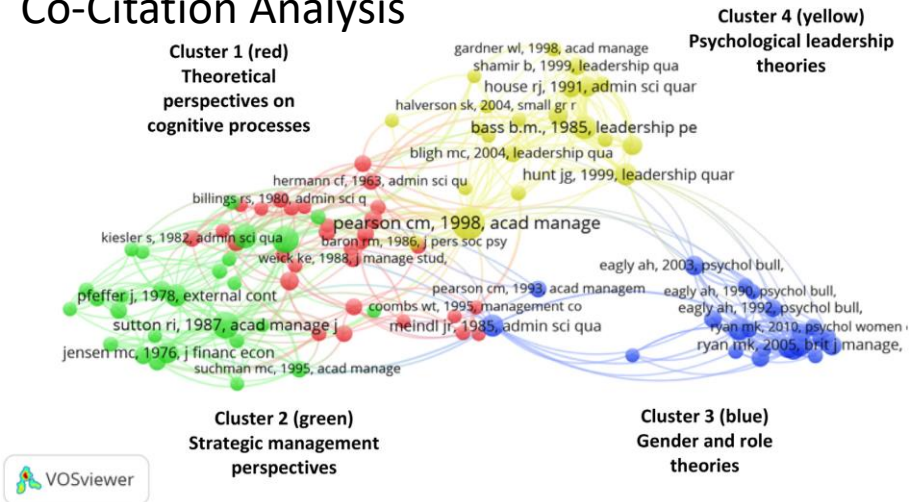 Co-Citation Analysis
Cluster 1 (red)
Theoretical
perspectives on
cognitive processes
Cluster 4 (yellow)
Psychological leadership
theories
gardner wl, 1998, acad manage
shamir b, 1999, leadership qua
house rj, 1991, admin sci quar
halverson sk, 2004, small gr r
bass b.m., 1985, leadership pe
bligh mc, 2004, leadership qua
hunt jg, 1999, leadership quar
hermann cf, 1963, admin sci qu
billings rs, 1980, admin sci q
pearson cm, 1998, acad manage
kiesler s, 1982, admin sci qua
baron rm, 1986, j pers soc psy
weick ke, 1988, j manage stud,
eagly ah, 2003, psychol bull,
pearson cm, 1993, acad managem
eagly ah, 1990, psychol bull,
pfeffer j, 1978, external cont
coombs wt, 1995, management co
eagly ah, 1992, psychol bull,
sutton ri, 1987, acad manage j
meindl jr, 1985, admin sci qua
ryan mk, 2010, psychol women
ryan mk, 2005, brit j manage,
jensen mc, 1976, j financ econ
suchman mc, 1995, acad manage
Cluster 2 (green)
Strategic management
perspectives
Cluster 3 (blue)
Gender and role
theories
VOSviewer